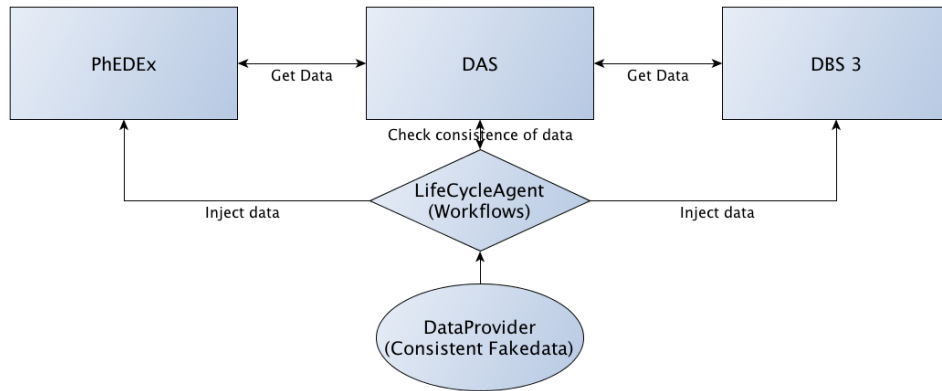 PhEDEx
DAS
DBS 3
Get Data
Get Data
Check consistence of data
LifeCycleAgent
(Workflows)
Inject data
Inject data
DataProvider
(Consistent Fakedata)